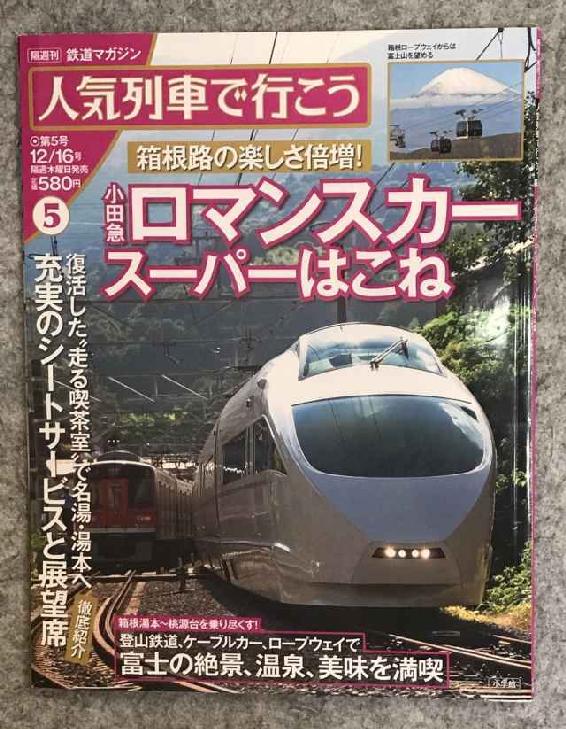 隔週刊 鉄道マガジン
人気列車で行こう
第5号
12/16号
隔週木曜日発売
定価580円
5
箱根ロープウェイからは
富士山を望める
箱根路の楽しさ倍増!
小田急
ロマンスカー
スーパーはこね
復活した“走る喫茶室”で名湯・湯本へ
充実のシートサービスと展望席
徹底紹介
箱根湯本~桃源台を乗り尽くす!
登山鉄道、ケーブルカー、ロープウェイで
富士の絶景、温泉、美味を満喫
小学館